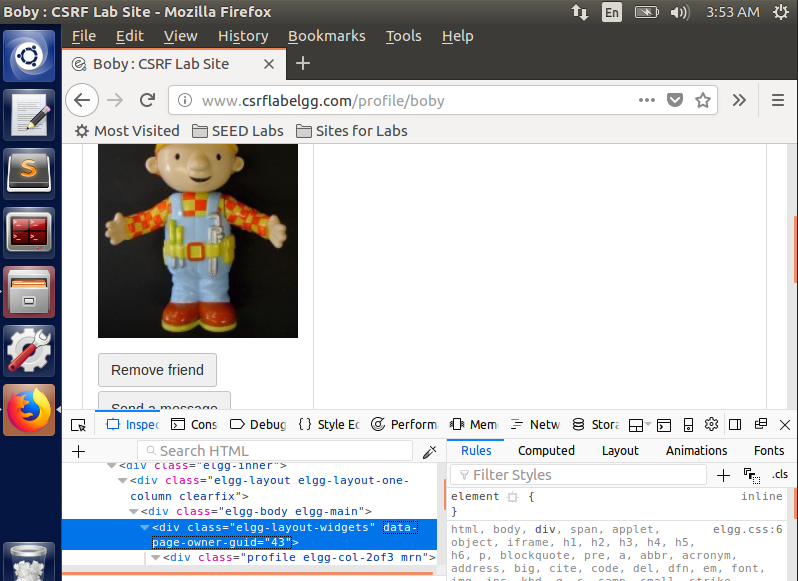 Boby : CSRF Lab Site - Mozilla Firefox
En
3:53 AM
File Edit View History Bookmarks Tools Help
Boby : CSRF Lab Site
www.csrflabelgg.com/profile/boby
Most Visited SEED Labs Sites for Labs
Remove friend
Send a message
Inspec Cons Debug Style Ec Perform Mem Netw Stora
Search HTML
Rules Computed Layout Animations Fonts
Filter Styles
.cls
<div class="elgg-inner">
<div class="elgg-layout elgg-layout-one-
column clearfix">
<div class="elgg-body elgg-main">
<div class="elgg-layout-widgets" data-
page-owner-guid="43">
<div class="profile elgg-col-2of3 mrn">
element { inline
}
html, body, div, span, applet, elgg.css:6
object, iframe, h1, h2, h3, h4, h5,
h6, p, blockquote, pre, a, abbr, acronym,
address, big, cite, code, del, dfn, em, font,
img, ins, kbd, q, s, samp, small, strike,